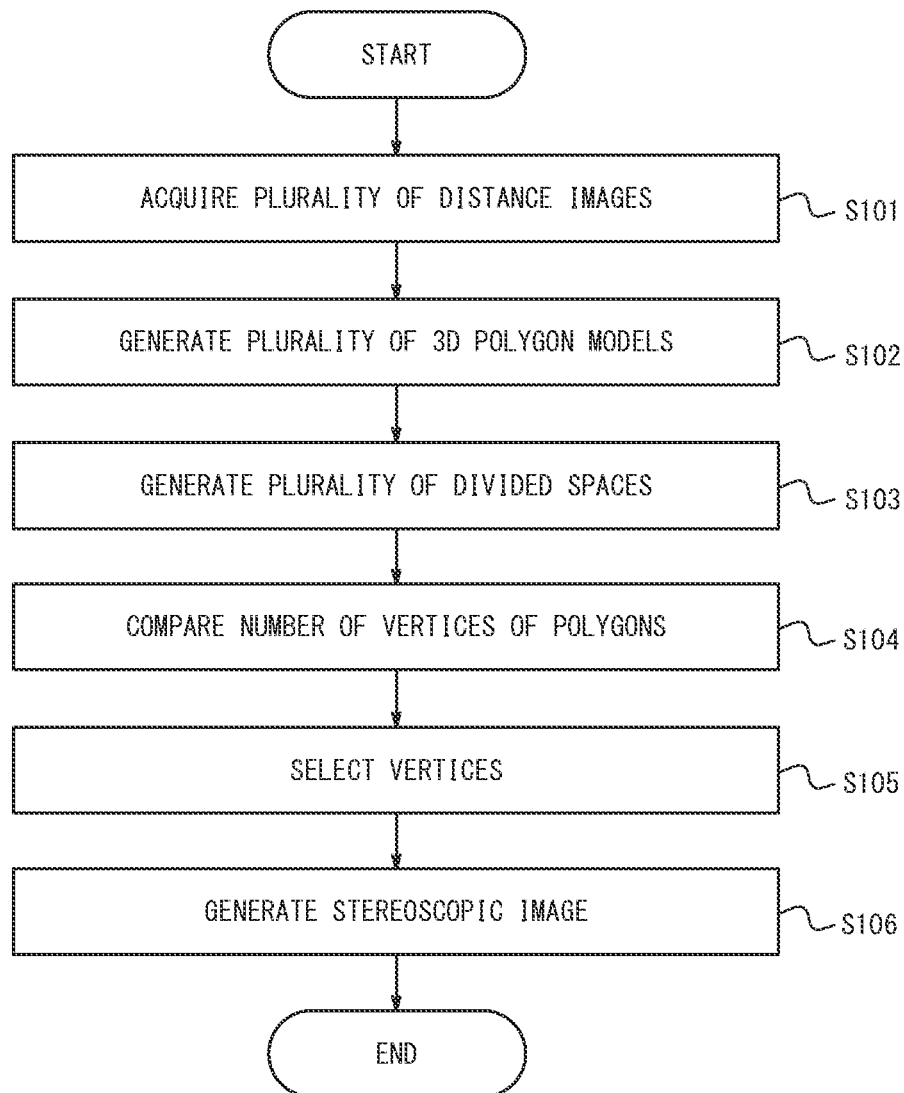 START
ACQUIRE PLURALITY OF DISTANCE IMAGES
S101
GENERATE PLURALITY OF 3D POLYGON MODELS
S102
GENERATE PLURALITY OF DIVIDED SPACES
S103
COMPARE NUMBER OF VERTICES OF POLYGONS
S104
SELECT VERTICES
S105
GENERATE STEREOSCOPIC IMAGE
S106
END